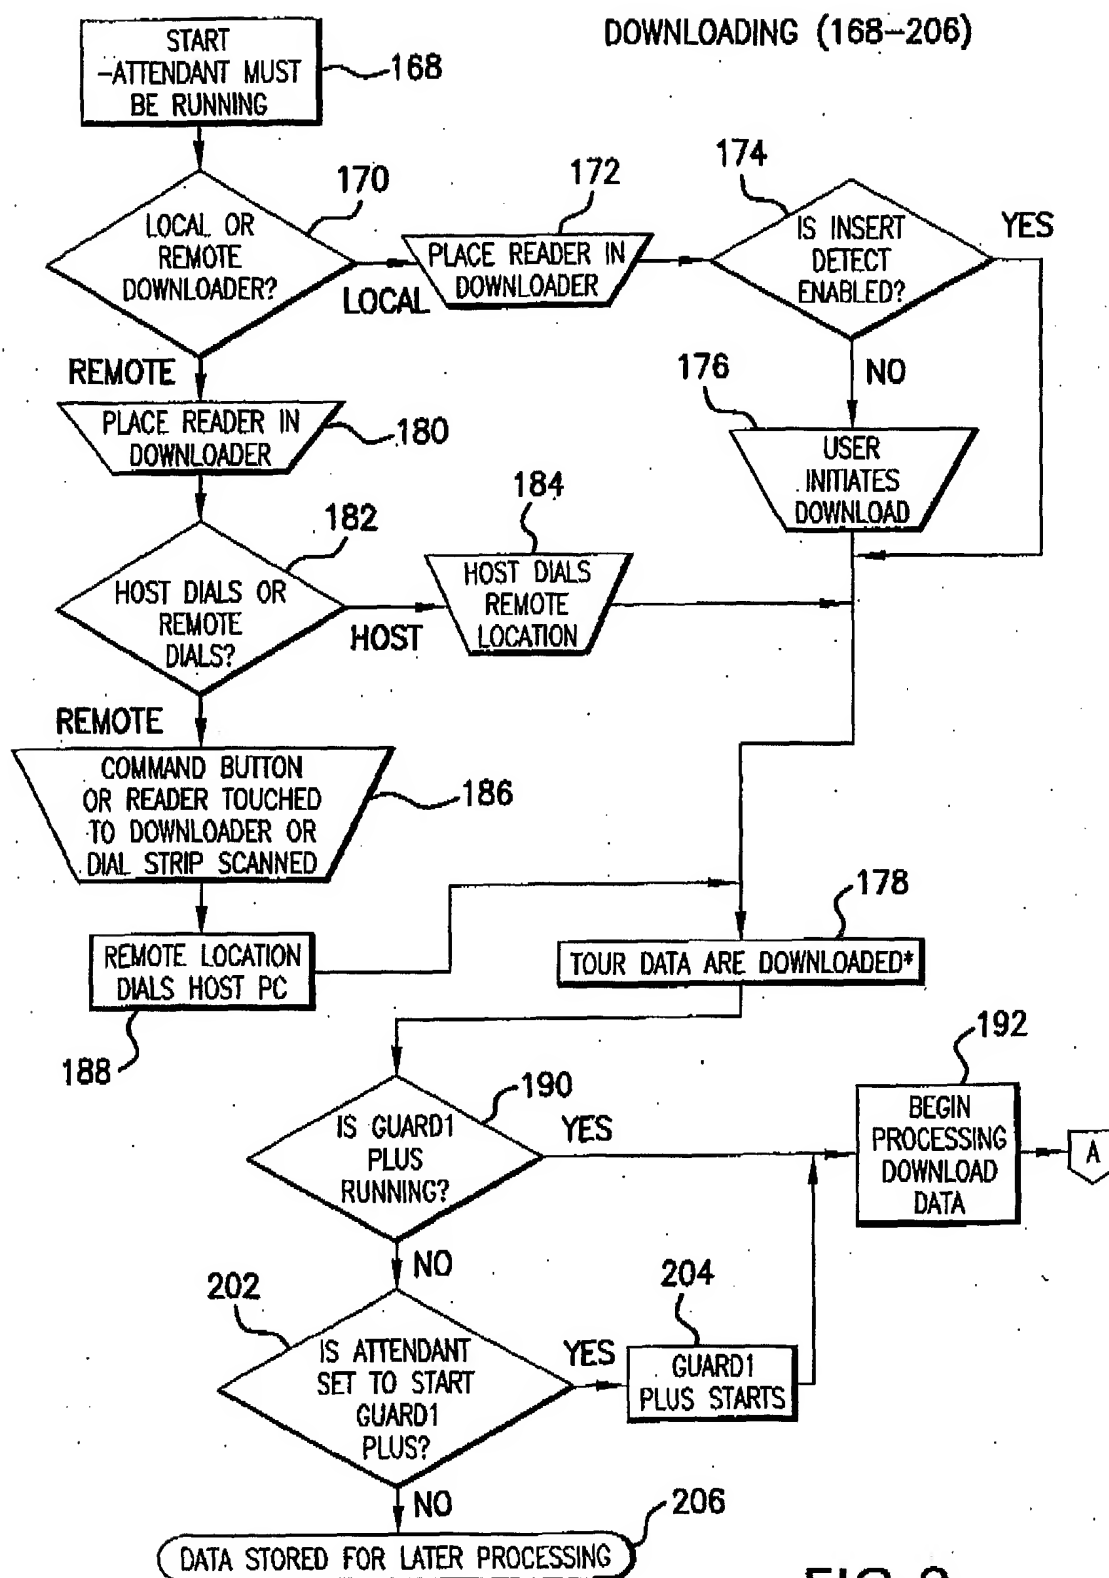 DOWNLOADING (168-206)
START
-ATTENDANT MUST
BE RUNNING
168
LOCAL OR
REMOTE
DOWNLOADER?
170
LOCAL
REMOTE
172
PLACE READER IN
DOWNLOADER
174
IS INSERT
DETECT
ENABLED?
YES
NO
176
USER
INITIATES
DOWNLOAD
PLACE READER IN
DOWNLOADER
180
182
HOST DIALS OR
REMOTE
DIALS?
HOST
REMOTE
184
HOST DIALS
REMOTE
LOCATION
COMMAND BUTTON
OR READER TOUCHED
TO DOWNLOADER OR
DIAL STRIP SCANNED
186
REMOTE LOCATION
DIALS HOST PC
188
178
TOUR DATA ARE DOWNLOADED*
190
IS GUARD1
PLUS
RUNNING?
YES
NO
192
BEGIN
PROCESSING
DOWNLOAD
DATA
A
202
IS ATTENDANT
SET TO START
GUARD1
PLUS?
YES
NO
204
GUARD1
PLUS STARTS
206
DATA STORED FOR LATER PROCESSING